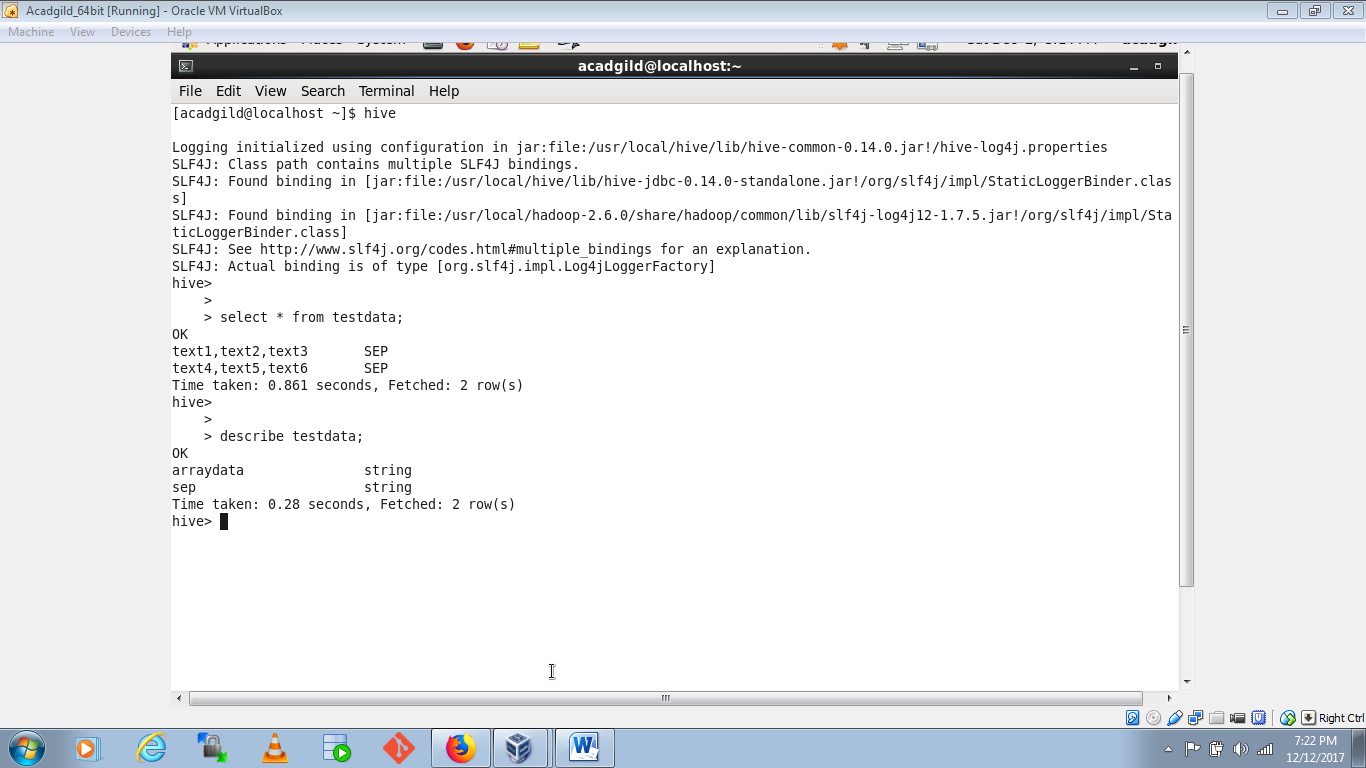 Acadgild_64bit [Running] - Oracle VM VirtualBox
Machine View Devices Help
acadgild@localhost:~
File Edit View Search Terminal Help
[acadgild@localhost ~]$ hive
Logging initialized using configuration in jar:file:/usr/local/hive/lib/hive-common-0.14.0.jar!/hive-log4j.properties
SLF4J: Class path contains multiple SLF4J bindings.
SLF4J: Found binding in [jar:file:/usr/local/hive/lib/hive-jdbc-0.14.0-standalone.jar!/org/slf4j/impl/StaticLoggerBinder.clas
s]
SLF4J: Found binding in [jar:file:/usr/local/hadoop-2.6.0/share/hadoop/common/lib/slf4j-log4j12-1.7.5.jar!/org/slf4j/impl/Sta
ticLoggerBinder.class]
SLF4J: See http://www.slf4j.org/codes.html#multiple_bindings for an explanation.
SLF4J: Actual binding is of type [org.slf4j.impl.Log4jLoggerFactory]
hive>
    >
    > select * from testdata;
OK
text1,text2,text3       SEP
text4,text5,text6       SEP
Time taken: 0.861 seconds, Fetched: 2 row(s)
hive>
    >
    > describe testdata;
OK
arraydata               string
sep                     string
Time taken: 0.28 seconds, Fetched: 2 row(s)
hive>
Right Ctrl
7:22 PM
12/12/2017